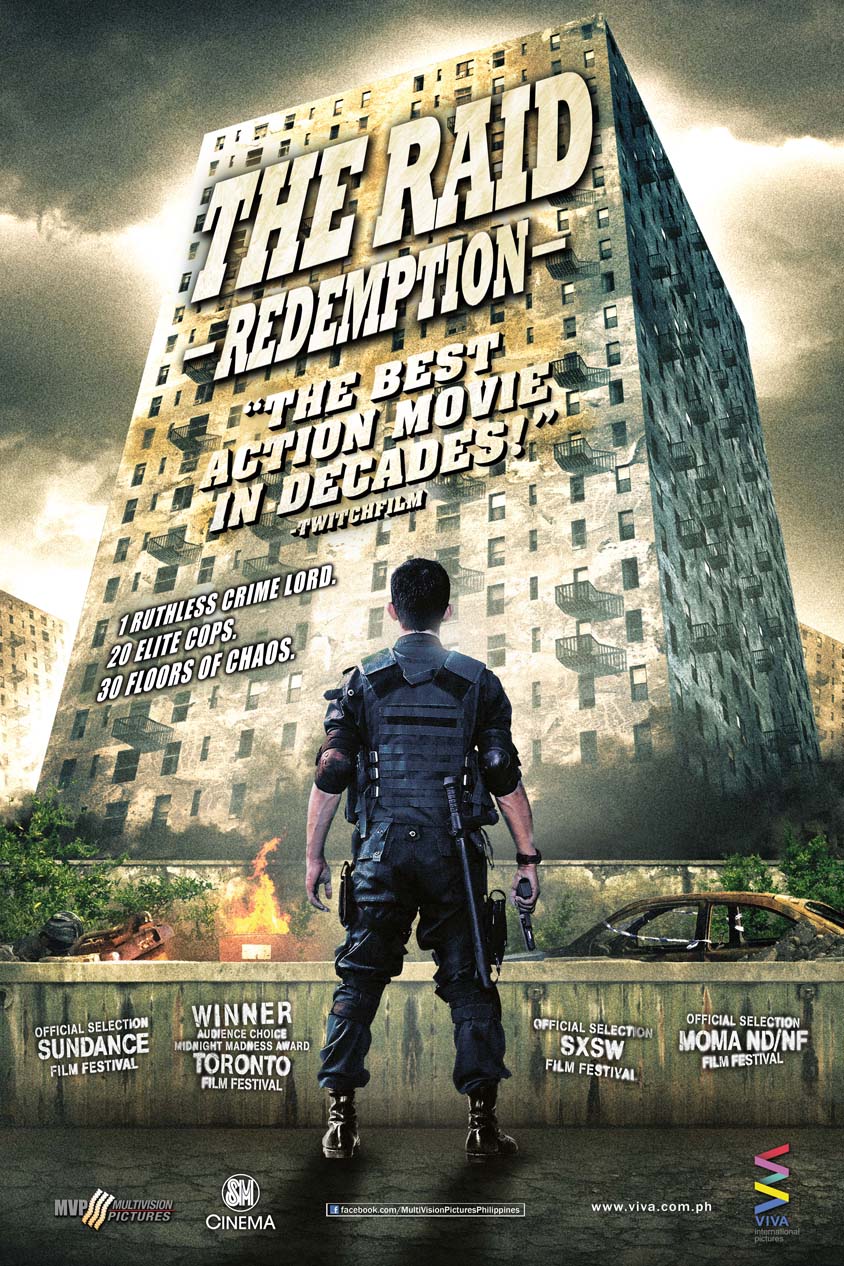 THE RAID
-REDEMPTION-
"THE BEST
ACTION MOVIE
IN DECADES!"
-TWITCHFILM
1 RUTHLESS CRIME LORD.
20 ELITE COPS.
30 FLOORS OF CHAOS.
OFFICIAL SELECTION
SUNDANCE
FILM FESTIVAL
WINNER
AUDIENCE CHOICE
MIDNIGHT MADNESS AWARD
TORONTO
FILM FESTIVAL
OFFICIAL SELECTION
SXSW
FILM FESTIVAL
OFFICIAL SELECTION
MOMA ND/NF
FILM FESTIVAL
MVP MULTIVISION
PICTURES
SM
CINEMA
f facebook.com/MultiVisionPicturesPhilippines
www.viva.com.ph
VIVA
international
pictures